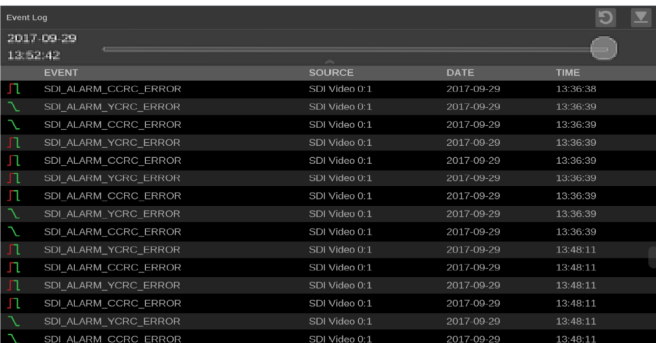 Event Log
2017-09-29
13:52:42
EVENT SOURCE DATE TIME
SDI_ALARM_CCRC_ERROR SDI Video 0:1 2017-09-29 13:36:38
SDI_ALARM_YCRC_ERROR SDI Video 0:1 2017-09-29 13:36:39
SDI_ALARM_CCRC_ERROR SDI Video 0:1 2017-09-29 13:36:39
SDI_ALARM_YCRC_ERROR SDI Video 0:1 2017-09-29 13:36:39
SDI_ALARM_CCRC_ERROR SDI Video 0:1 2017-09-29 13:36:39
SDI_ALARM_YCRC_ERROR SDI Video 0:1 2017-09-29 13:36:39
SDI_ALARM_CCRC_ERROR SDI Video 0:1 2017-09-29 13:36:39
SDI_ALARM_YCRC_ERROR SDI Video 0:1 2017-09-29 13:36:39
SDI_ALARM_CCRC_ERROR SDI Video 0:1 2017-09-29 13:36:39
SDI_ALARM_YCRC_ERROR SDI Video 0:1 2017-09-29 13:48:11
SDI_ALARM_CCRC_ERROR SDI Video 0:1 2017-09-29 13:48:11
SDI_ALARM_YCRC_ERROR SDI Video 0:1 2017-09-29 13:48:11
SDI_ALARM_CCRC_ERROR SDI Video 0:1 2017-09-29 13:48:11
SDI_ALARM_YCRC_ERROR SDI Video 0:1 2017-09-29 13:48:11
SDI_ALARM_CCRC_ERROR SDI Video 0:1 2017-09-29 13:48:11